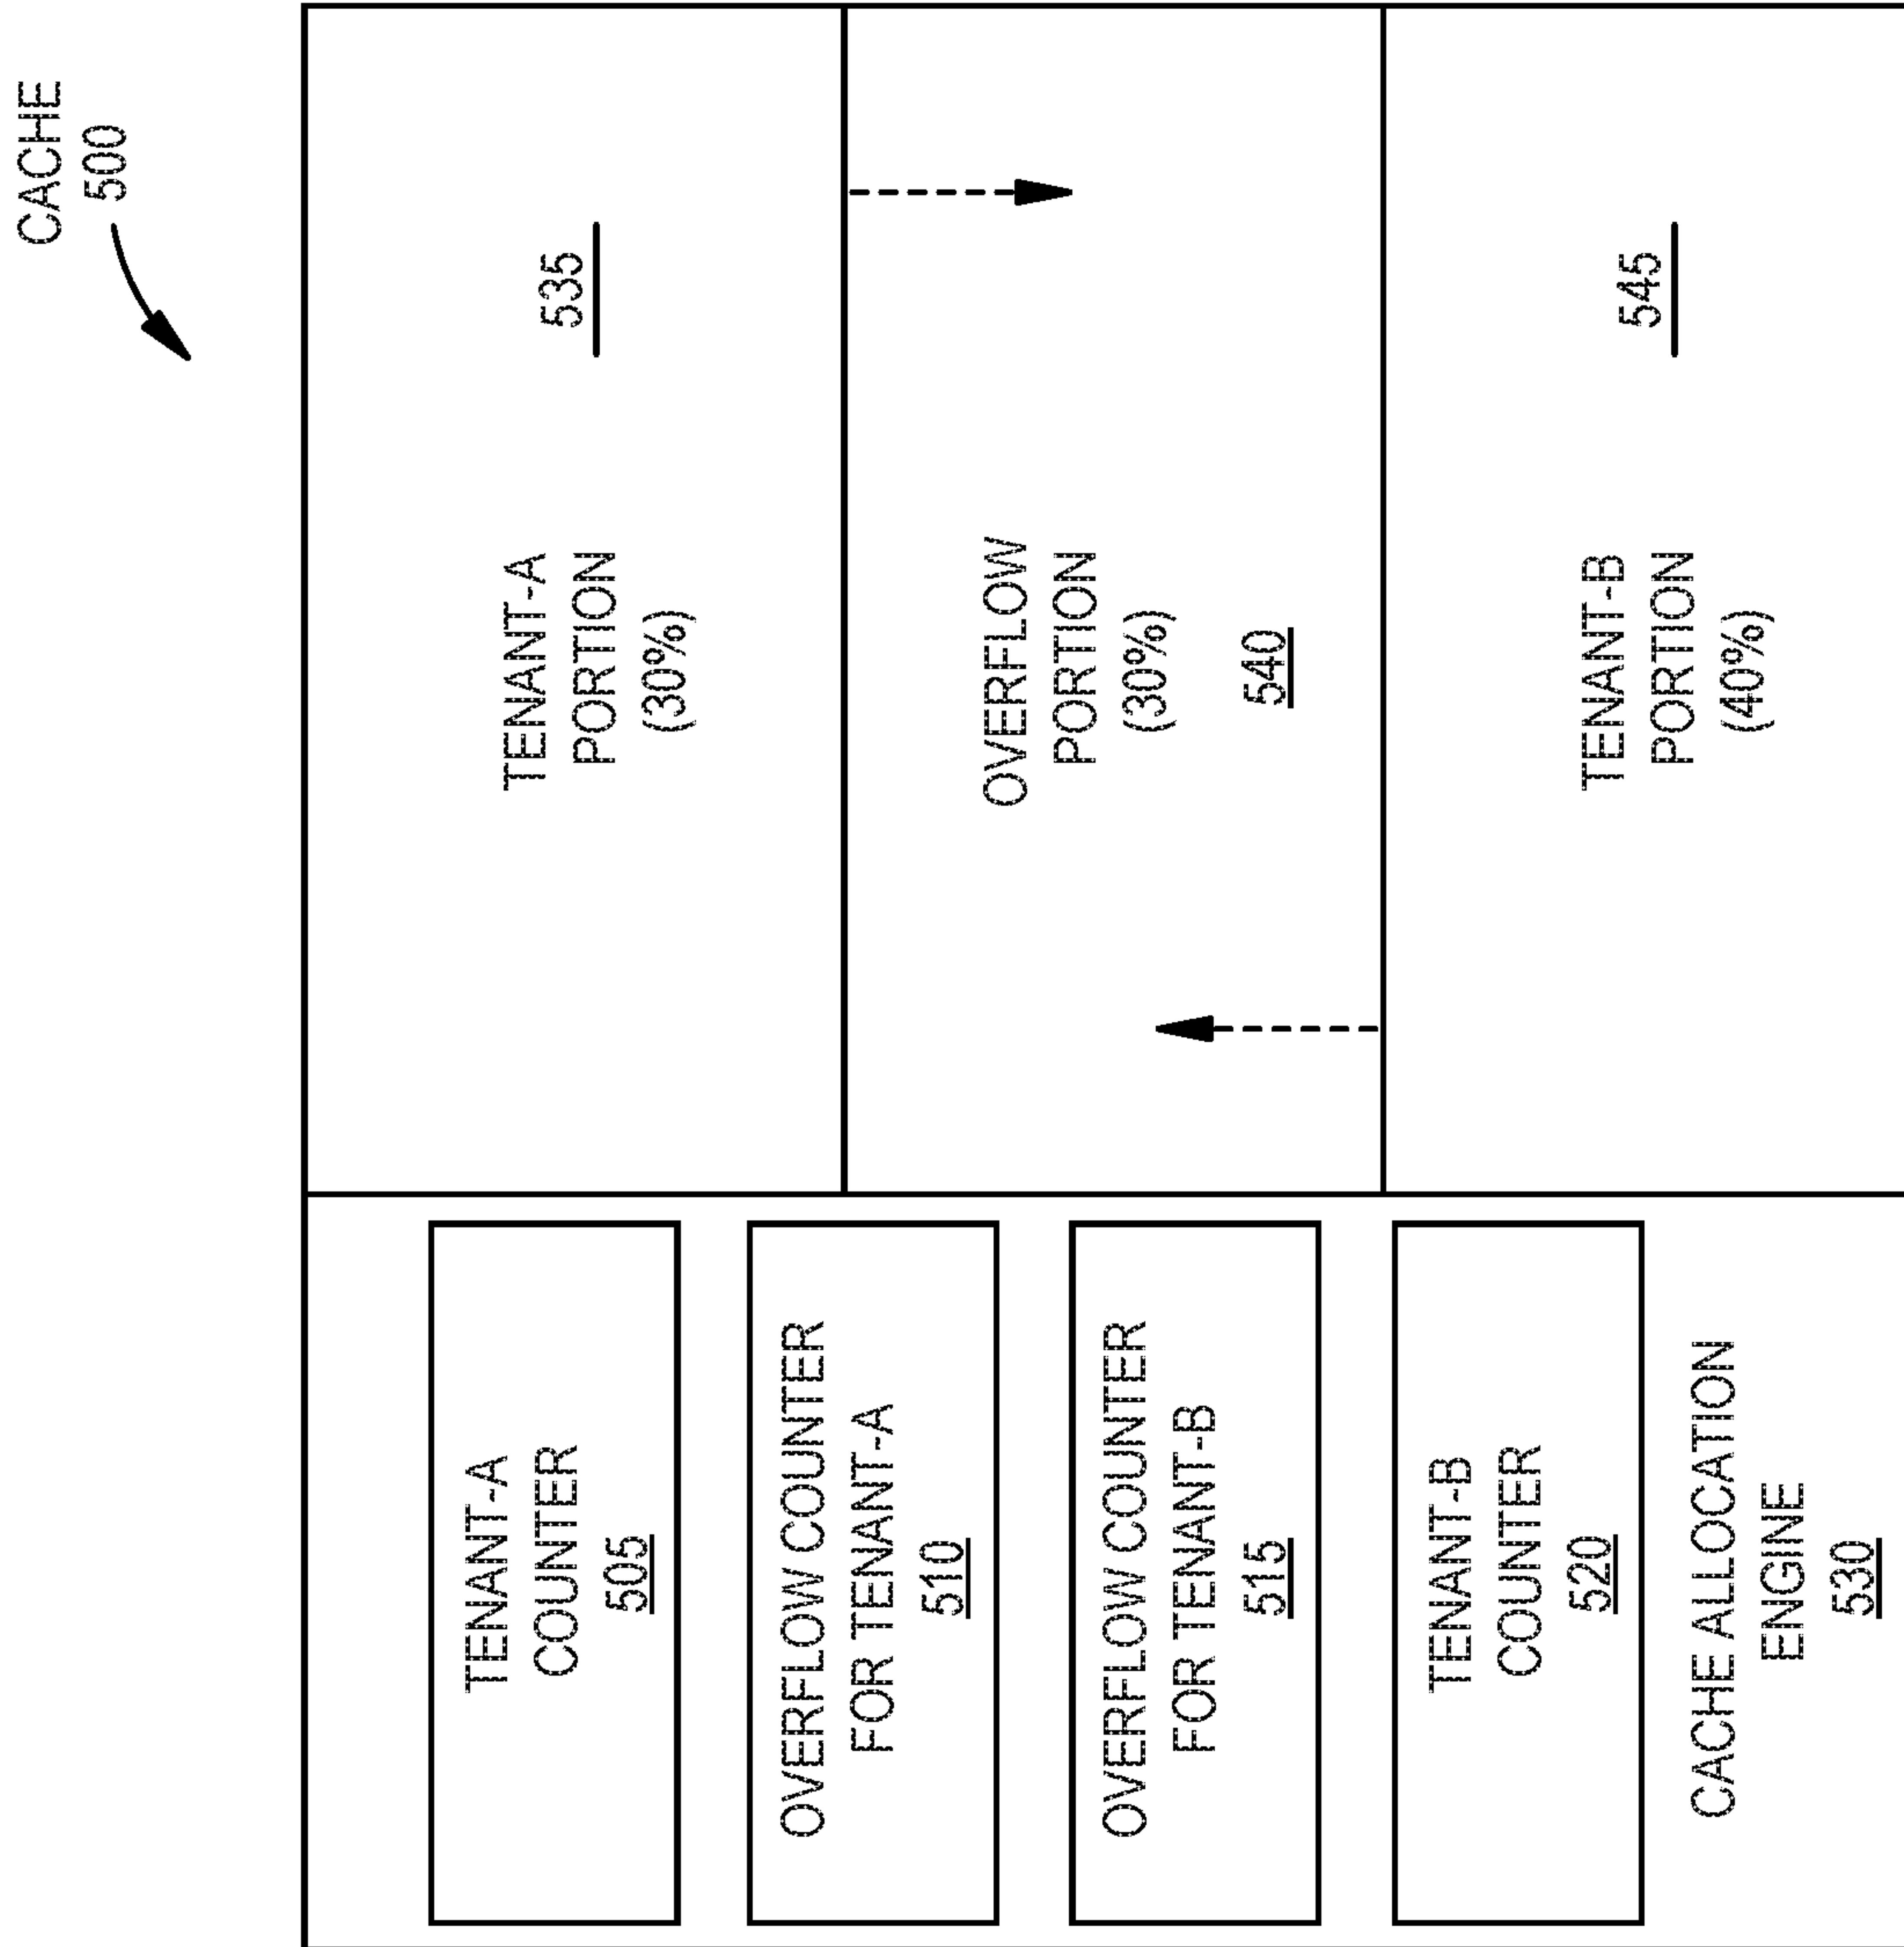 CACHE
500
TENANT-A
PORTION
(30%)
535
OVERFLOW
PORTION
(30%)
540
TENANT-B
PORTION
(40%)
545
TENANT-A
COUNTER
505
OVERFLOW COUNTER
FOR TENANT-A
510
OVERFLOW COUNTER
FOR TENANT-B
515
TENANT-B
COUNTER
520
CACHE ALLOCATION
ENGINE
530